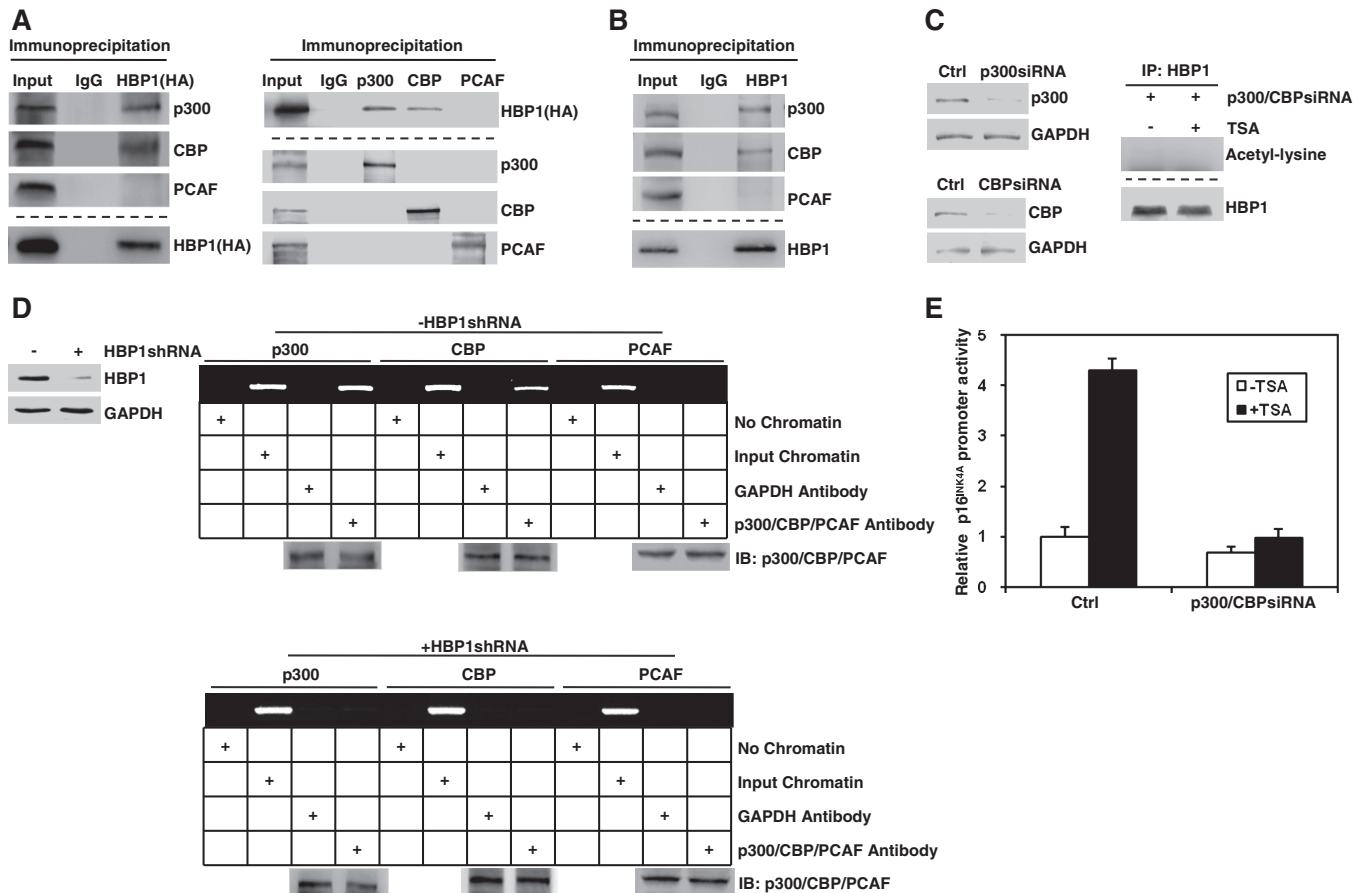 A
Immunoprecipitation
Input IgG HBP1(HA)
p300
CBP
PCAF
HBP1(HA)
Immunoprecipitation
Input IgG p300 CBP PCAF
HBP1(HA)
p300
CBP
PCAF
B
Immunoprecipitation
Input IgG HBP1
p300
CBP
PCAF
HBP1
C
Ctrl p300siRNA
p300
GAPDH
Ctrl CBPsiRNA
CBP
GAPDH
IP: HBP1
+ + p300/CBPsiRNA
- + TSA
Acetyl-lysine
HBP1
D
- + HBP1shRNA
HBP1
GAPDH
-HBP1shRNA
p300 CBP PCAF
+ + + No Chromatin
+ + + Input Chromatin
+ + + GAPDH Antibody
+ + + p300/CBP/PCAF Antibody
IB: p300/CBP/PCAF
+HBP1shRNA
p300 CBP PCAF
+ + + No Chromatin
+ + + Input Chromatin
+ + + GAPDH Antibody
+ + + p300/CBP/PCAF Antibody
IB: p300/CBP/PCAF
E
Relative p16INK4A promoter activity
5
4
3
2
1
0
-TSA
+TSA
Ctrl p300/CBPsiRNA